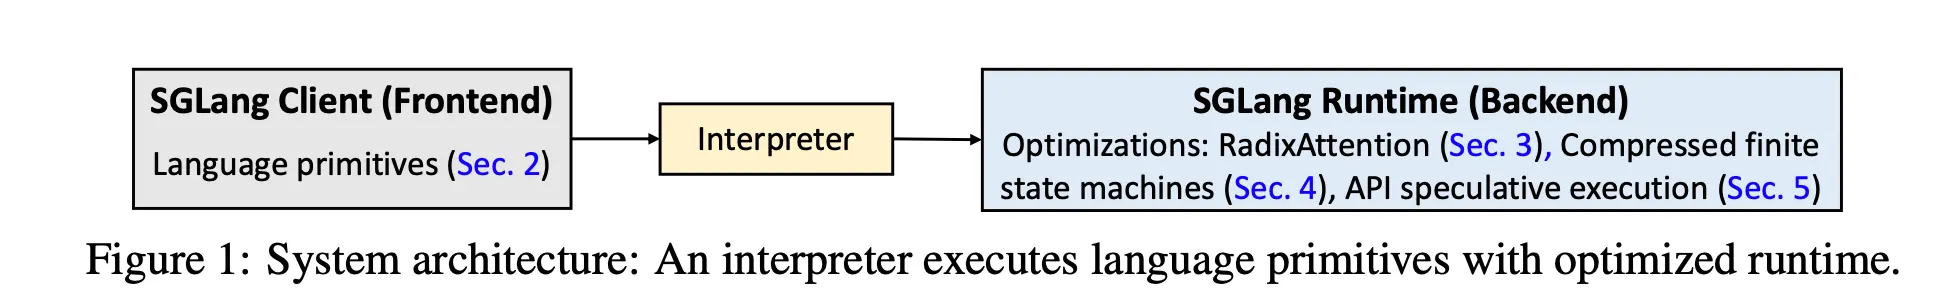 SGLang Client (Frontend)
Language primitives (Sec. 2)
Interpreter
SGLang Runtime (Backend)
Optimizations: RadixAttention (Sec. 3), Compressed finite
state machines (Sec. 4), API speculative execution (Sec. 5)
Figure 1: System architecture: An interpreter executes language primitives with optimized runtime.